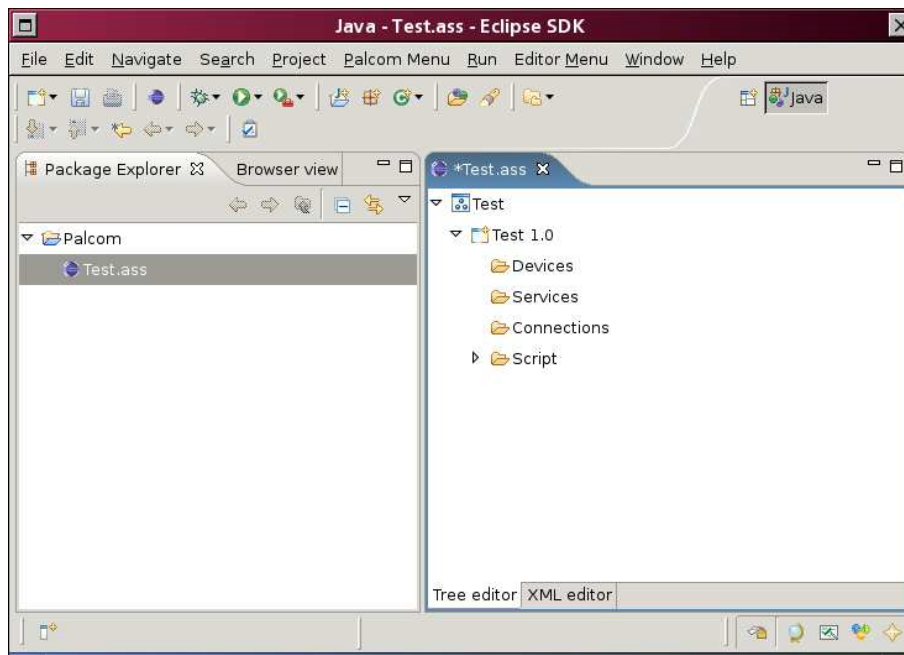 Java - Test.ass - Eclipse SDK
File Edit Navigate Search Project Palcom Menu Run Editor Menu Window Help
Java
Package Explorer Browser view
*Test.ass
Test
Palcom
Test 1.0
Test.ass
Devices
Services
Connections
Script
Tree editor XML editor